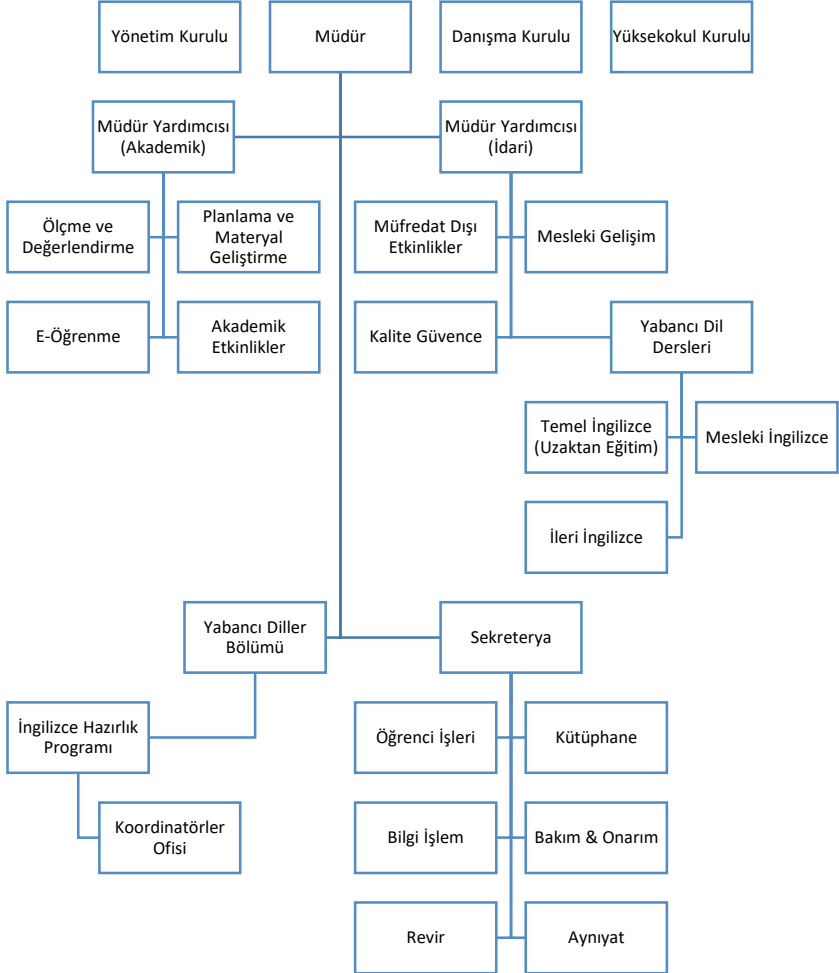 Yönetim Kurulu
Müdür
Danışma Kurulu
Yüksekokul Kurulu
Müdür Yardımcısı
(Akademik)
Müdür Yardımcısı
(İdari)
Ölçme ve
Değerlendirme
Planlama ve
Materyal
Geliştirme
Müfredat Dışı
Etkinlikler
Mesleki Gelişim
E-Öğrenme
Akademik
Etkinlikler
Kalite Güvence
Yabancı Dil
Dersleri
Temel İngilizce
(Uzaktan Eğitim)
Mesleki İngilizce
İleri İngilizce
Yabancı Diller
Bölümü
Sekreterya
İngilizce Hazırlık
Programı
Öğrenci İşleri
Kütüphane
Koordinatörler
Ofisi
Bilgi İşlem
Bakım & Onarım
Revir
Aynıyat